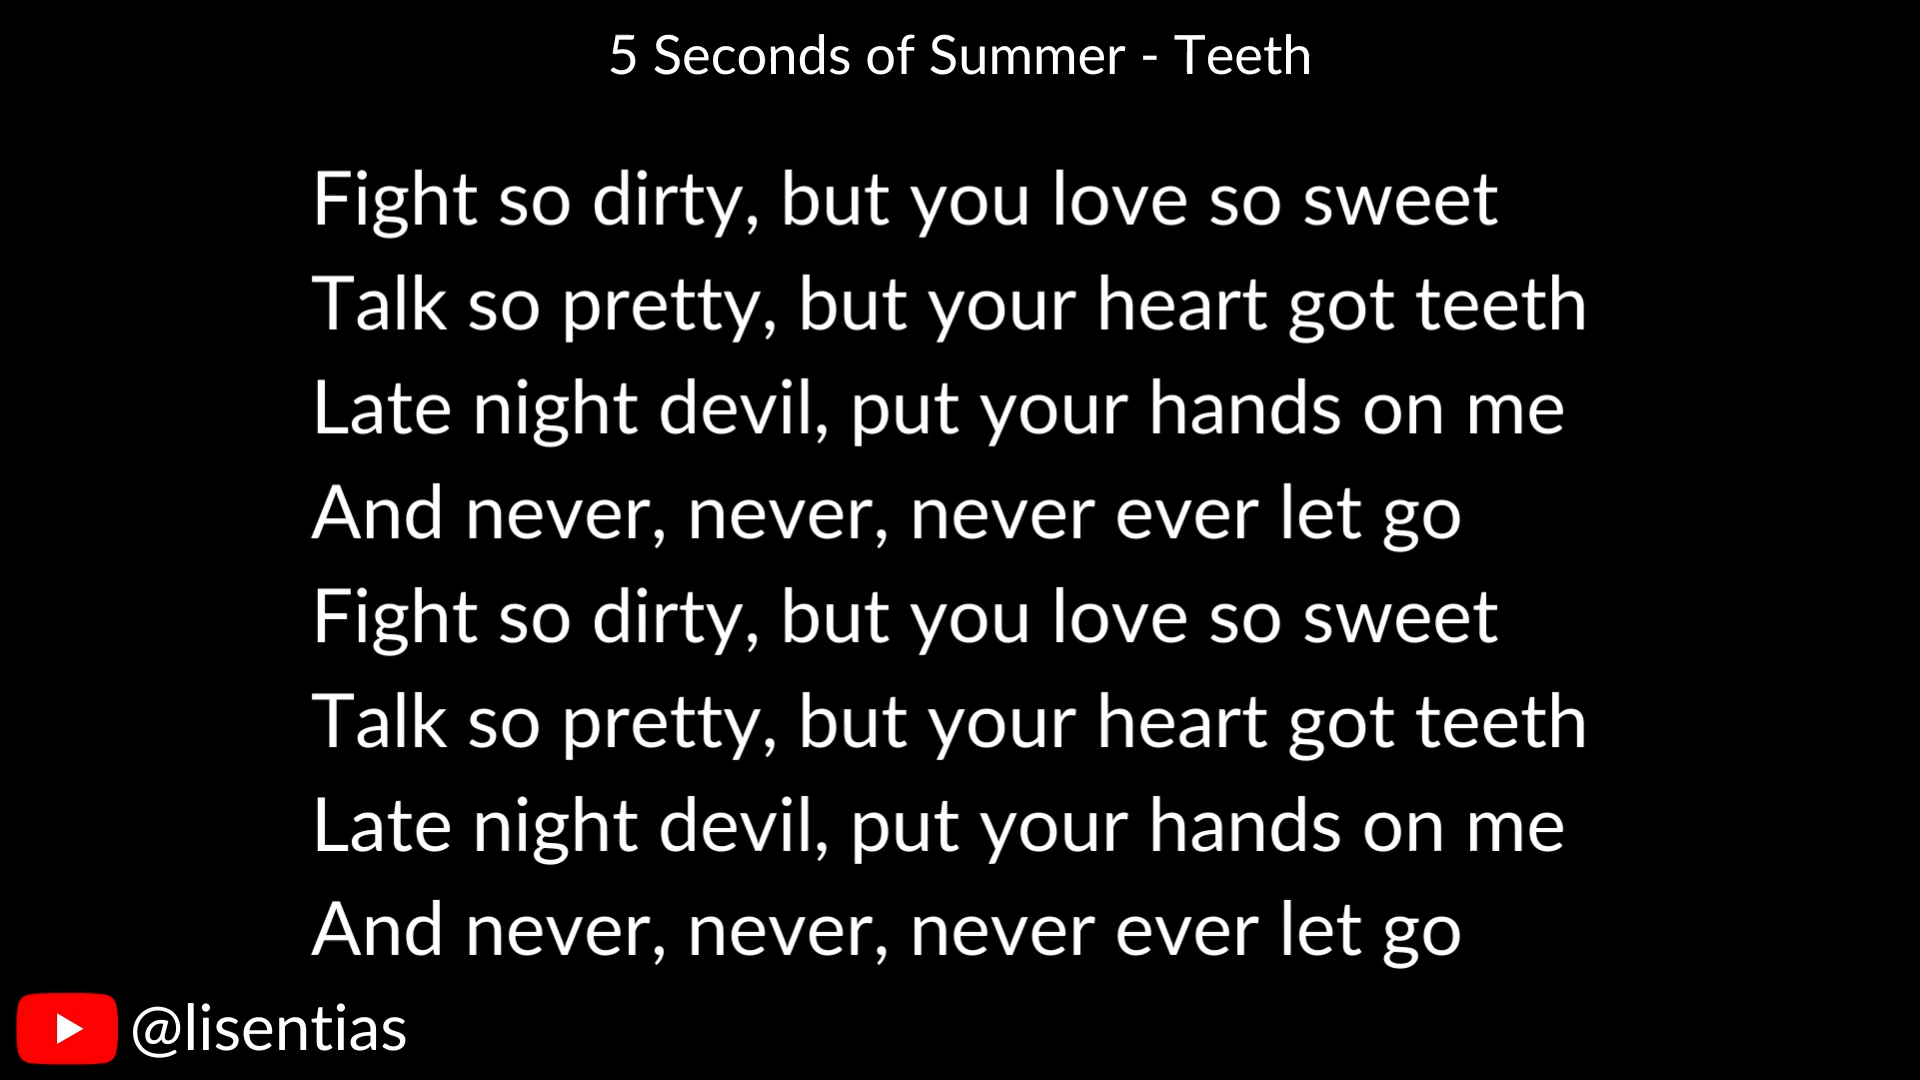 5 Seconds of Summer - Teeth
Fight so dirty, but you love so sweet
Talk so pretty, but your heart got teeth
Late night devil, put your hands on me
And never, never, never ever let go
Fight so dirty, but you love so sweet
Talk so pretty, but your heart got teeth
Late night devil, put your hands on me
And never, never, never ever let go
@lisentias